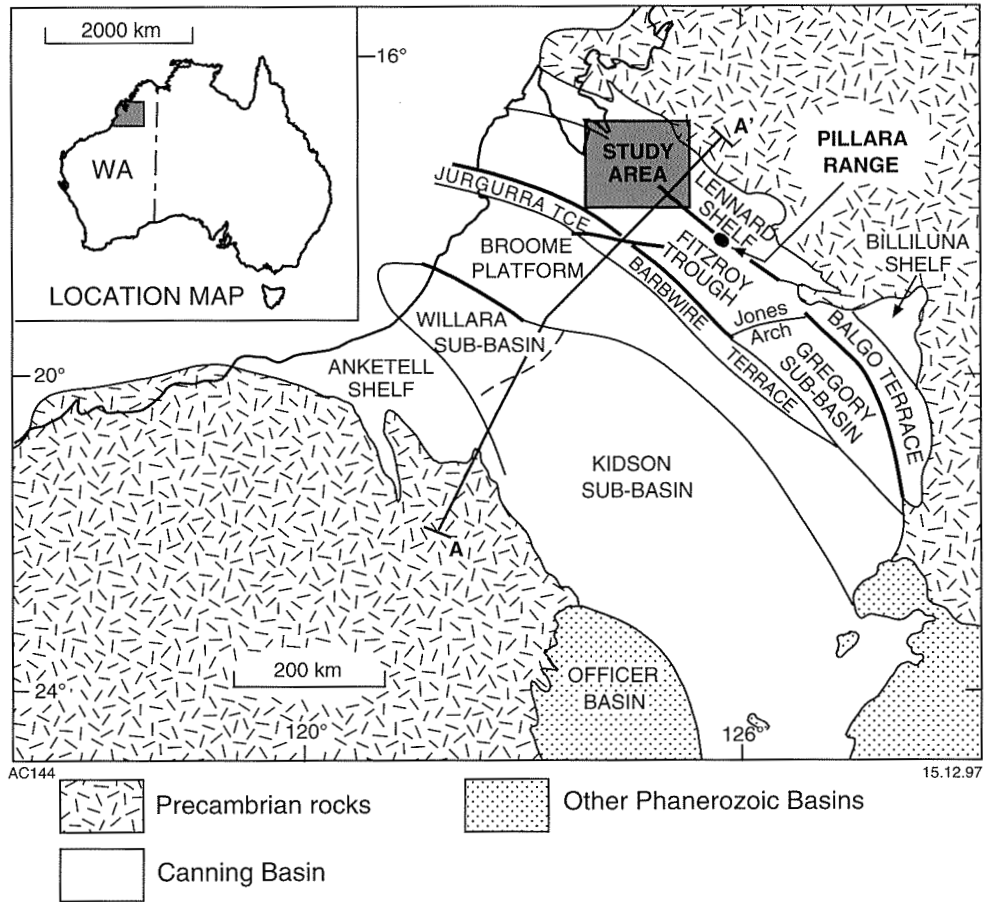 2000 km
WA
LOCATION MAP
16°
20°
24°
120°
126°
STUDY
AREA
A'
PILLARA
RANGE
LENNARD
SHELF
JURGURRA TCE
BROOME
PLATFORM
FITZROY
TROUGH
BILLILUNA
SHELF
BARBWIRE
TERRACE
Jones
Arch
WILLARA
SUB-BASIN
ANKETELL
SHELF
GREGORY
SUB-BASIN
BALGO TERRACE
KIDSON
SUB-BASIN
A
200 km
OFFICER
BASIN
AC144
15.12.97
Precambrian rocks
Other Phanerozoic Basins
Canning Basin